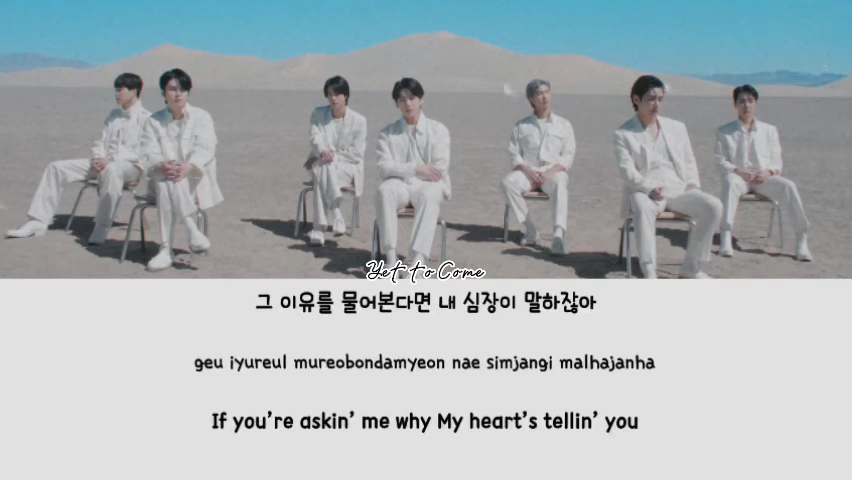 Yet to Come
그 이유를 물어본다면 내 심장이 말하잖아
geu iyureul mureobondamyeon nae simjangi malhajanha
If you're askin' me why My heart's tellin' you